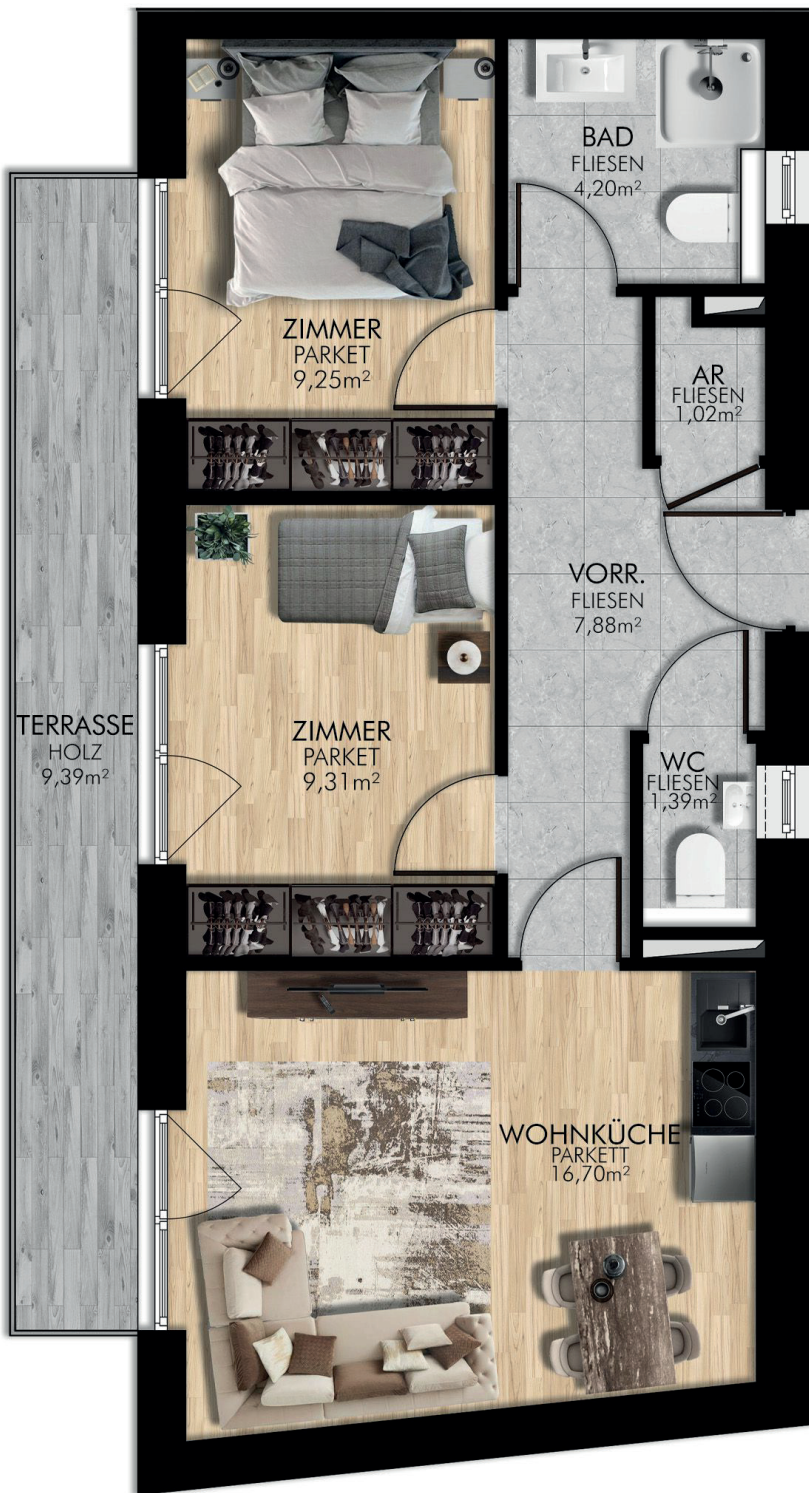 BAD
FLIESEN
4,20m²
ZIMMER
PARKET
9,25m²
AR
FLIESEN
1,02m²
VORR.
FLIESEN
7,88m²
TERRASSE
HOLZ
9,39m²
ZIMMER
PARKET
9,31m²
WC
FLIESEN
1,39m²
WOHNKÜCHE
PARKETT
16,70m²